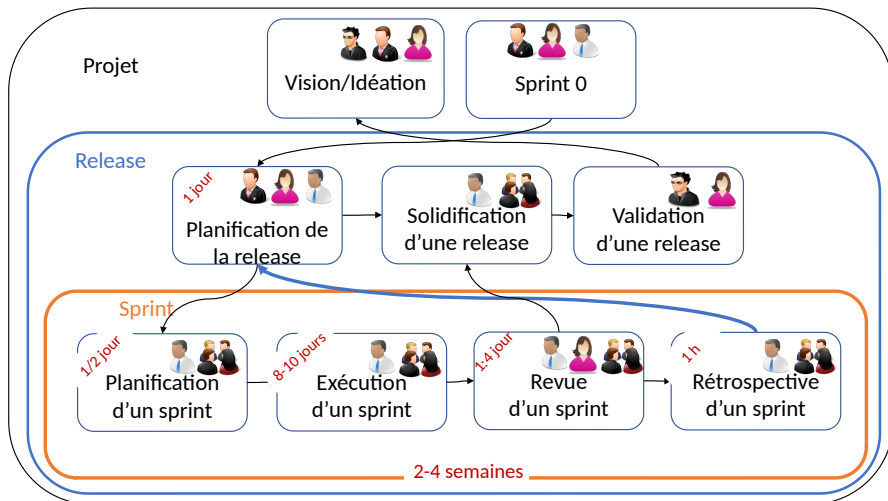 Projet
Vision/Idéation
Sprint 0
Release
1 jour
Planification de
la release
Solidification
d’une release
Validation
d’une release
Sprint
1/2 jour
Planification
d’un sprint
8-10 jours
Exécution
d’un sprint
1:4 jour
Revue
d’un sprint
1 h
Rétrospective
d’un sprint
2-4 semaines